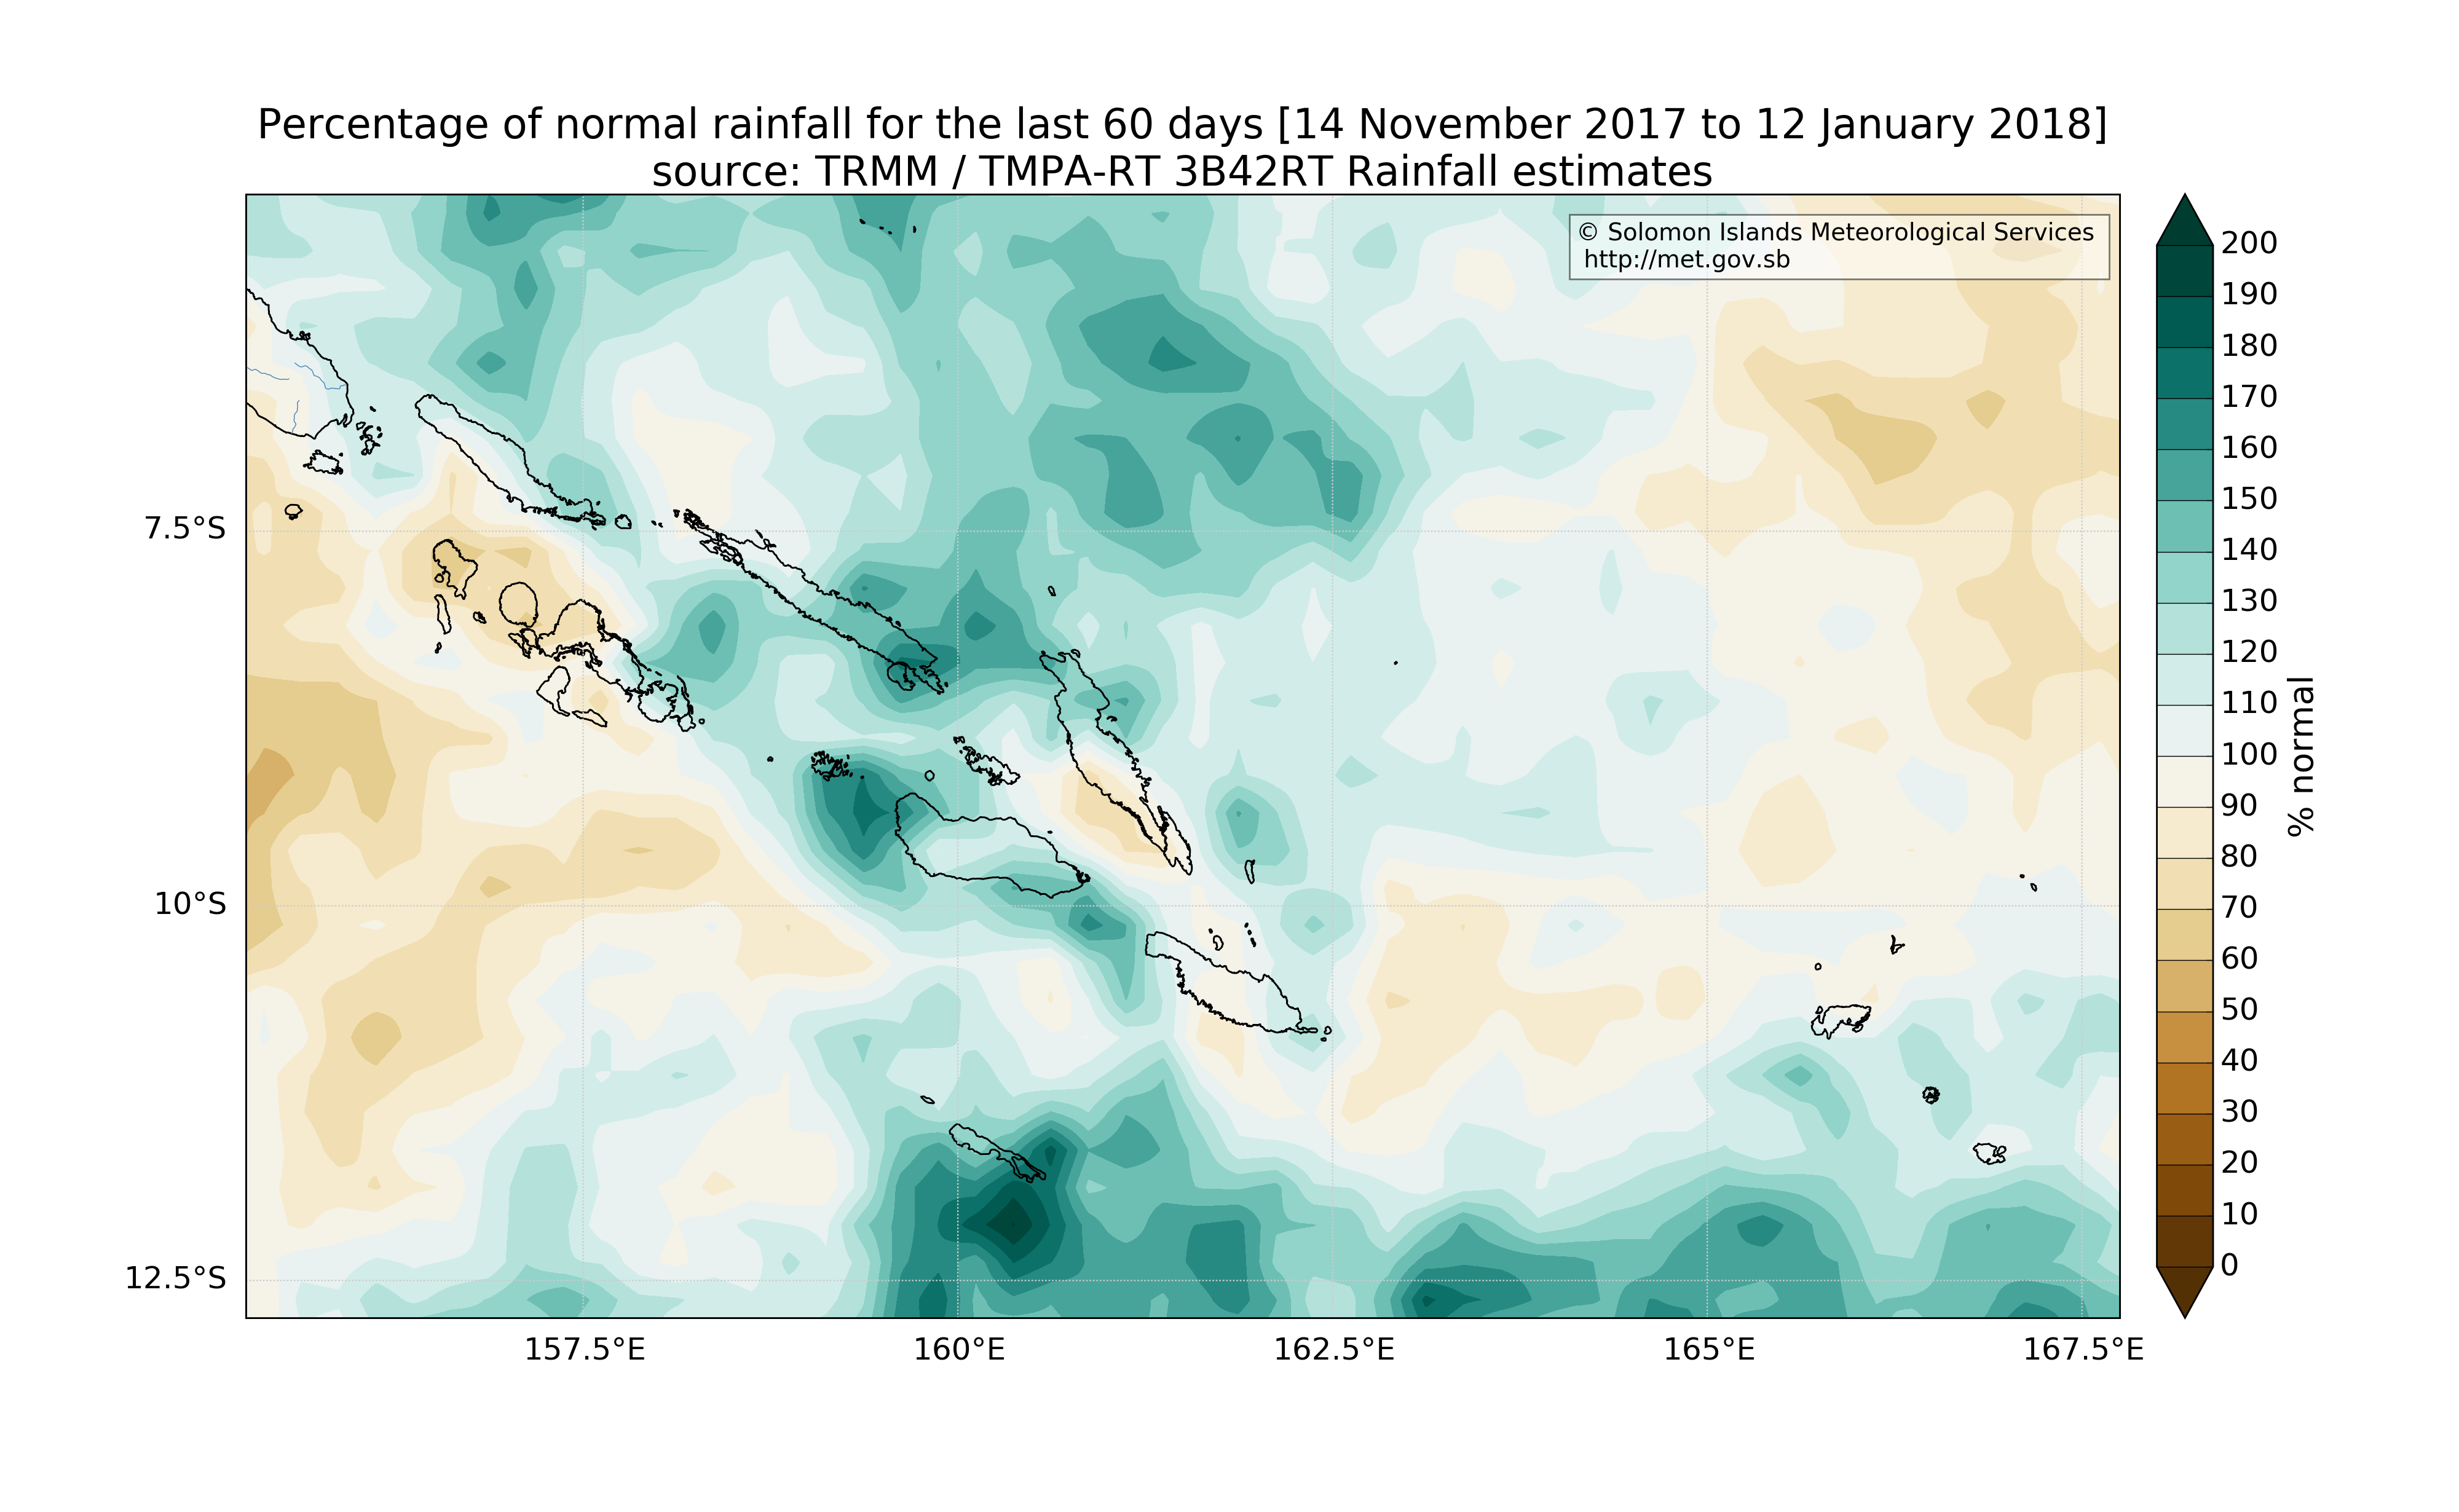 Percentage of normal rainfall for the last 60 days [14 November 2017 to 12 January 2018]
source: TRMM / TMPA-RT 3B42RT Rainfall estimates
© Solomon Islands Meteorological Services
http://met.gov.sb
7.5°S
10°S
12.5°S
157.5°E
160°E
162.5°E
165°E
167.5°E
200
190
180
170
160
150
140
130
120
110
100
90
80
70
60
50
40
30
20
10
0
% normal